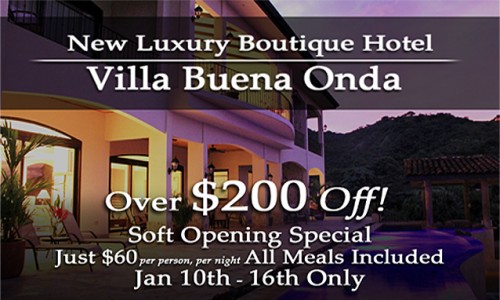 New Luxury Boutique Hotel
Villa Buena Onda
Over $200 Off!
Soft Opening Special
Just $60 per person, per night All Meals Included
Jan 10th - 16th Only